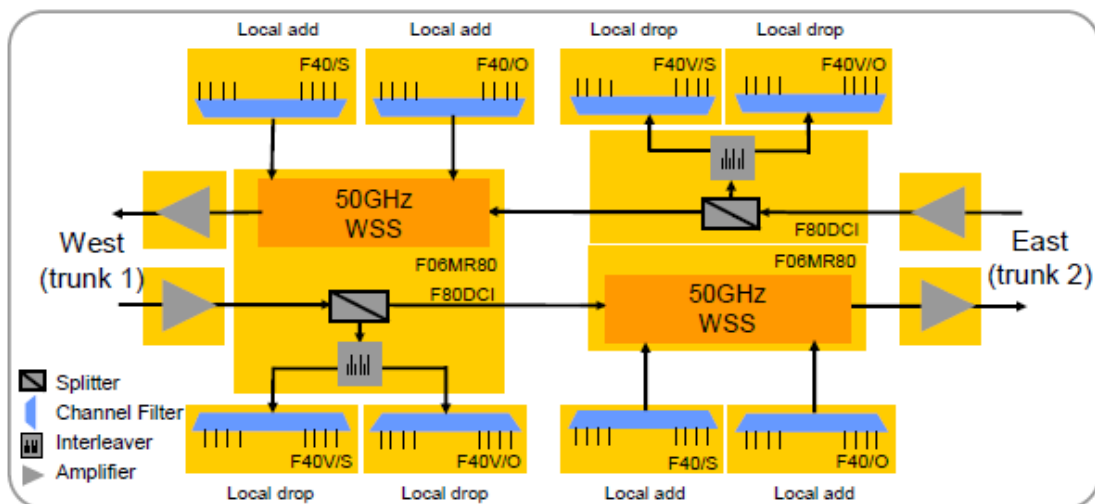 Local add
Local add
Local drop
Local drop
F40/S
F40/O
F40V/S
F40V/O
50GHz
WSS
F80DCI
West
(trunk 1)
East
(trunk 2)
F06MR80
F06MR80
F80DCI
50GHz
WSS
Splitter
Channel Filter
Interleaver
Amplifier
F40V/S
F40V/O
F40/S
F40/O
Local drop
Local drop
Local add
Local add